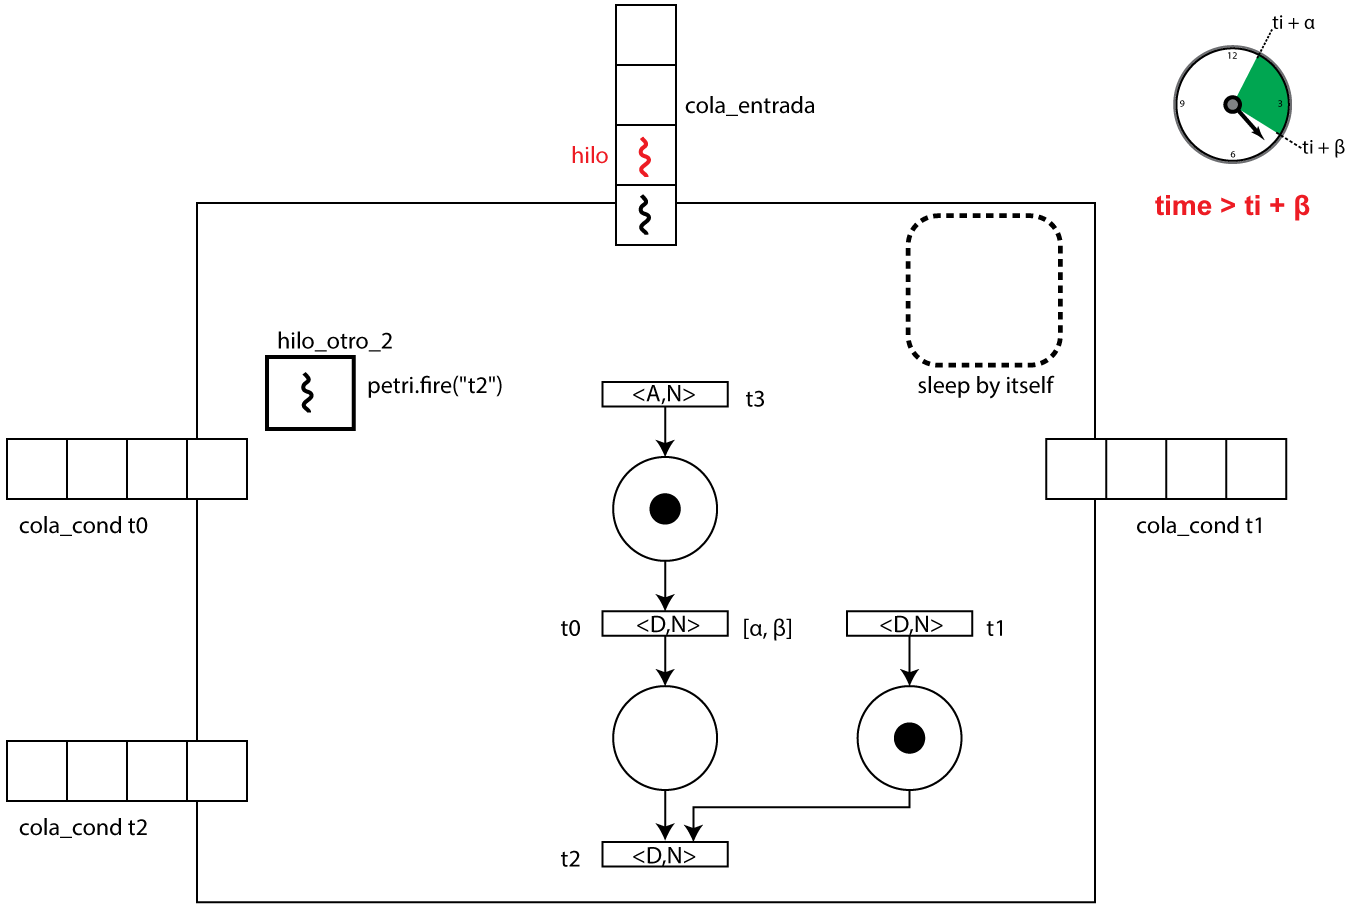 ti + α
12
9
3
6
ti + β
time > ti + β
cola_entrada
hilo
hilo_otro_2
petri.fire("t2")
sleep by itself
<A,N>
t3
cola_cond t0
cola_cond t1
t0
<D,N>
[α, β]
<D,N>
t1
cola_cond t2
t2
<D,N>